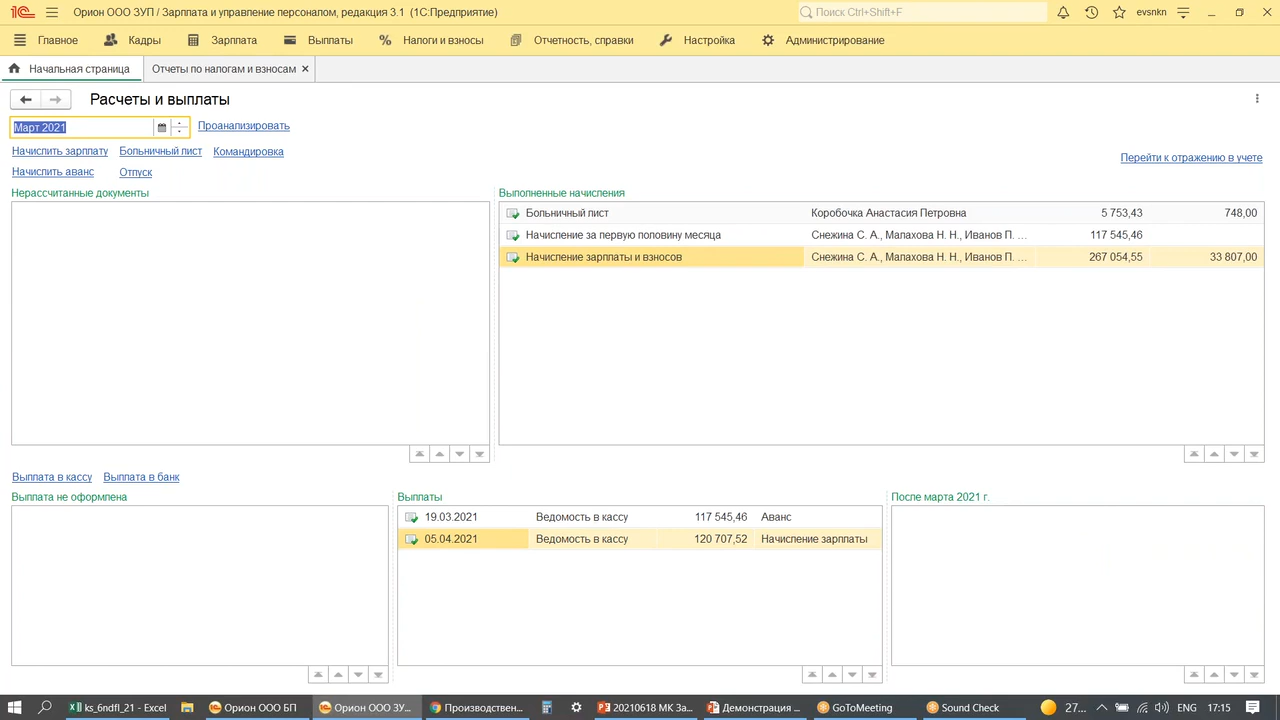 Орион ООО ЗУП / Зарплата и управление персоналом, редакция 3.1 (1С:Предприятие)
Поиск Ctrl+Shift+F
evsnkn
Главное Кадры Зарплата Выплаты Налоги и взносы Отчетность, справки Настройка Администрирование
Начальная страница Отчеты по налогам и взносам
Расчеты и выплаты
Март 2021 Проанализировать
Начислить зарплату Больничный лист Командировка
Перейти к отражению в учете
Начислить аванс Отпуск
Нерассчитанные документы
Выполненные начисления
Больничный лист Коробочка Анастасия Петровна 5 753,43 748,00
Начисление за первую половину месяца Снежина С. А., Малахова Н. Н., Иванов П. ... 117 545,46
Начисление зарплаты и взносов Снежина С. А., Малахова Н. Н., Иванов П. ... 267 054,55 33 807,00
Выплата в кассу Выплата в банк
Выплата не оформлена
Выплаты
После марта 2021 г.
19.03.2021 Ведомость в кассу 117 545,46 Аванс
05.04.2021 Ведомость в кассу 120 707,52 Начисление зарплаты
ks_6ndfl_21 - Excel Орион ООО БП Орион ООО ЗУ... Производствен... 20210618 МК За... Демонстрация ... GoToMeeting Sound Check 27... ENG 17:15